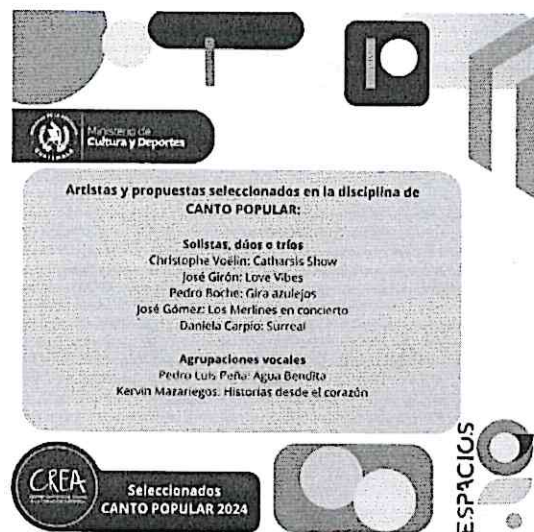 Ministerio de
Cultura y Deportes
Artistas y propuestas seleccionados en la disciplina de
CANTO POPULAR:
Solistas, dúos o tríos
Christophe Voëlin: Catharsis Show
José Girón: Love Vibes
Pedro Boche: Gira azulejos
José Gómez: Los Merlines en concierto
Daniela Carpio: Surreal
Agrupaciones vocales
Pedro Luis Peña: Agua Bendita
Kervin Mazariegos: Historias desde el corazón
CREA
Seleccionados
CANTO POPULAR 2024
ESPACIOS